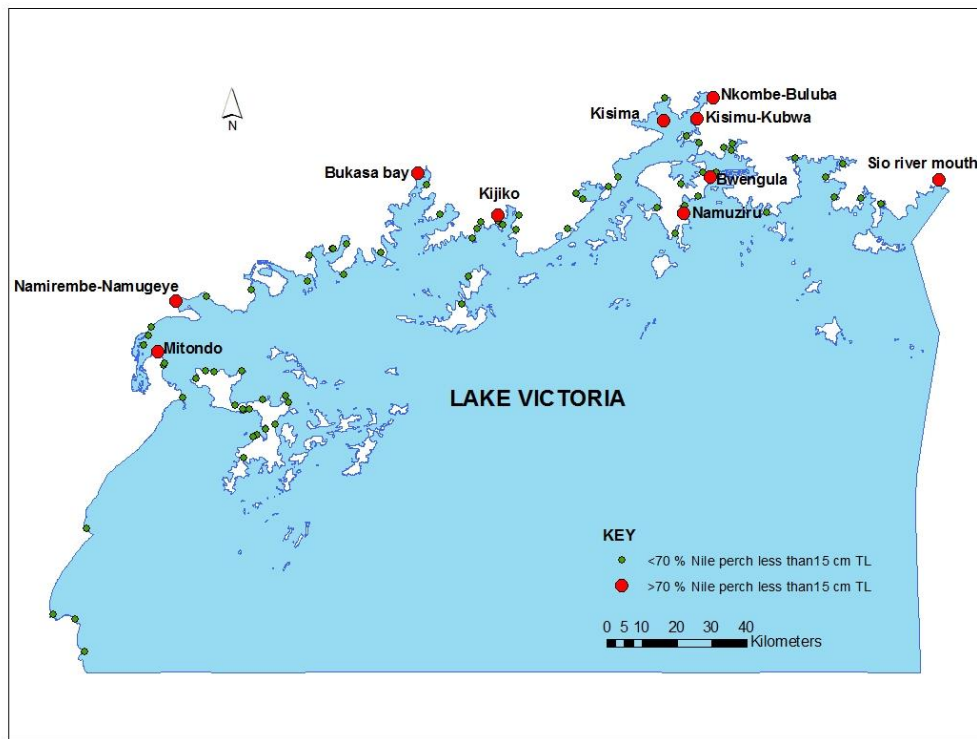 Nkombe-Buluba
Kisima
Kisimu-Kubwa
N
Sio river mouth
Bukasa bay
Bwengula
Kijiko
Namuziru
Namirembe-Namugeye
Mitondo
LAKE VICTORIA
KEY
<70 % Nile perch less than15 cm TL
>70 % Nile perch less than15 cm TL
0 5 10 20 30 40
Kilometers